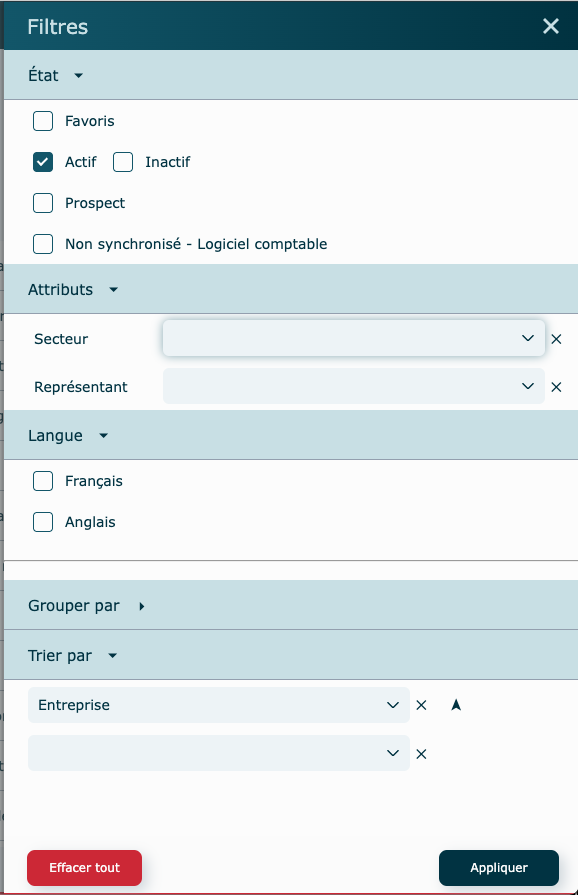 Filtres
État
Favoris
Actif Inactif
Prospect
Non synchronisé - Logiciel comptable
Attributs
Secteur
Représentant
Langue
Français
Anglais
Grouper par
Trier par
Entreprise
Effacer tout Appliquer